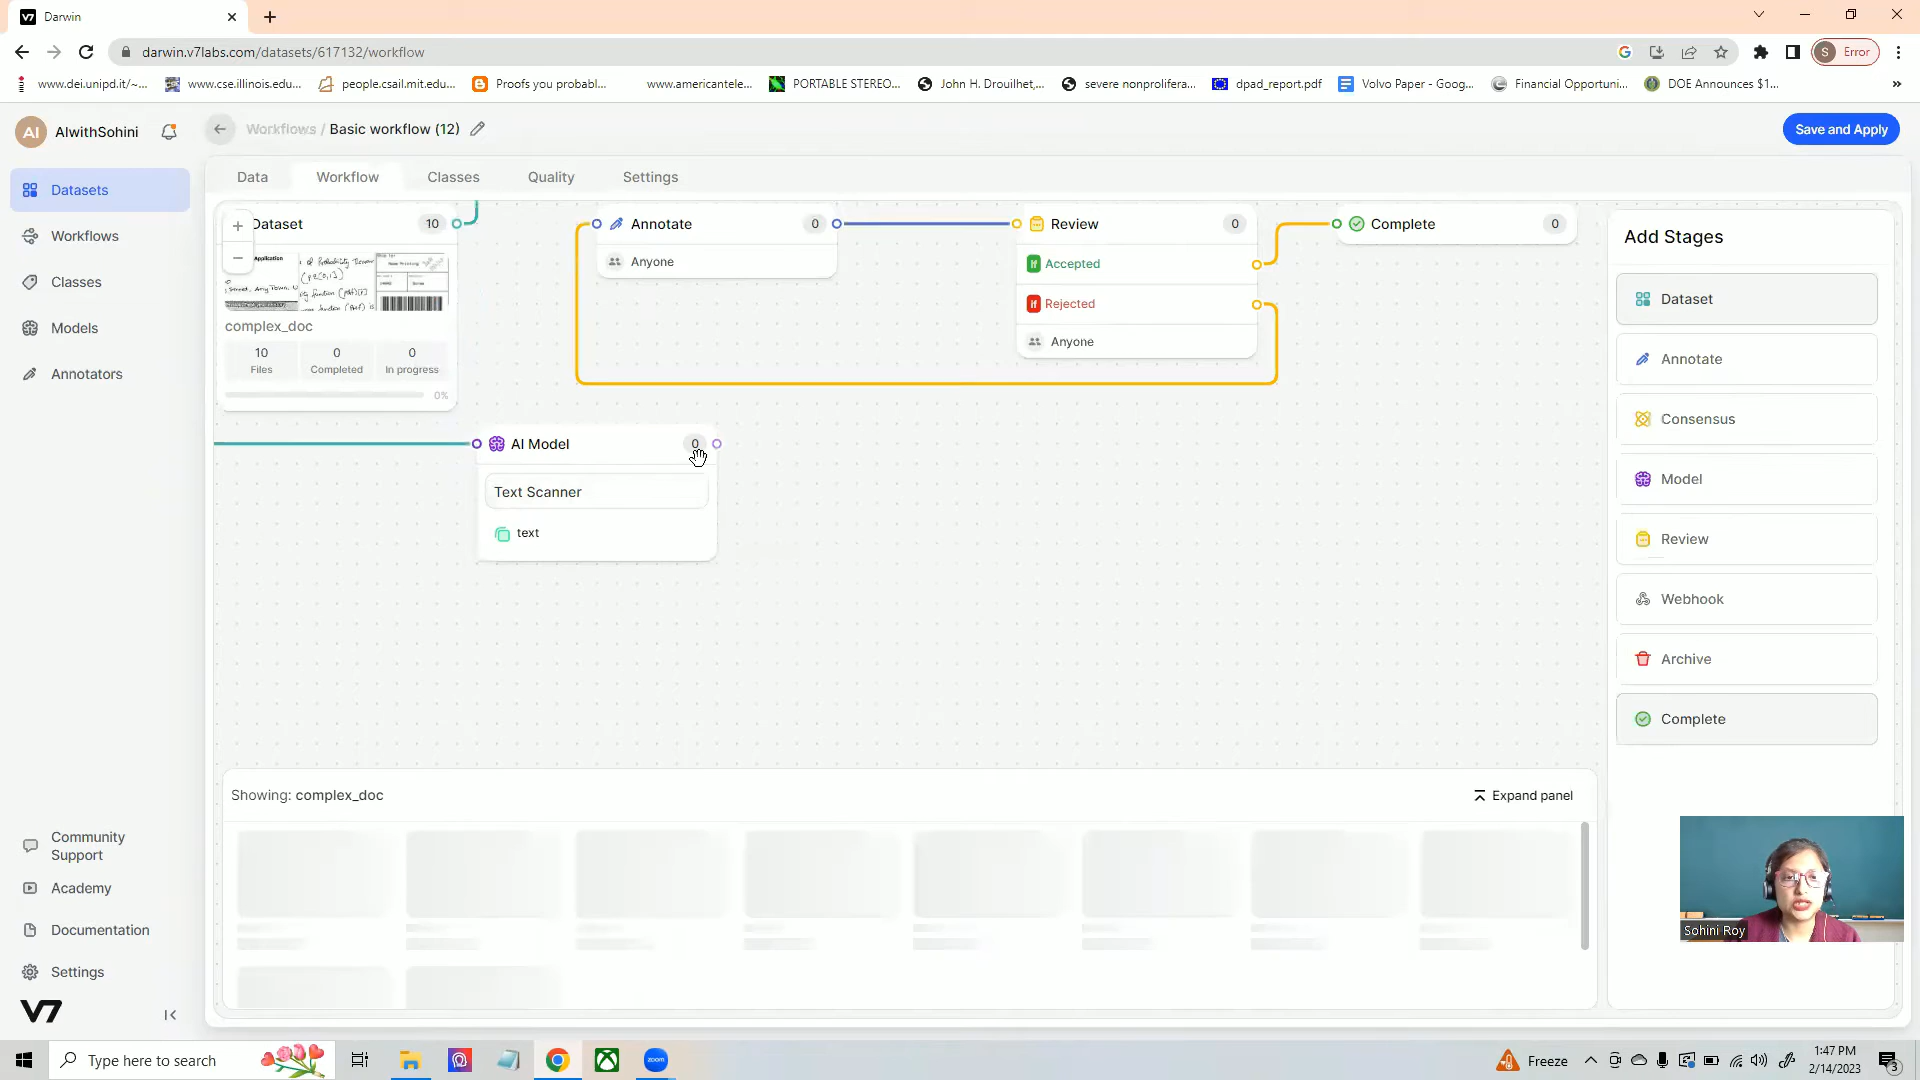 Darwin
darwin.v7labs.com/datasets/617132/workflow
Error
www.dei.unipd.it/~...
www.cse.illinois.edu...
people.csail.mit.edu...
Proofs you probabl...
www.americantele...
PORTABLE STEREO...
John H. Drouilhet,...
severe nonprolifera...
dpad_report.pdf
Volvo Paper - Goog...
Financial Opportuni...
DOE Announces $1...
»
AI
AIwithSohini
Workflows / Basic workflow (12)
Save and Apply
Datasets
Workflows
Classes
Models
Annotators
Community
Support
Academy
Documentation
Settings
V7
Data
Workflow
Classes
Quality
Settings
Dataset
10
complex_doc
10
Files
0
Completed
0
In progress
0%
Annotate
0
Anyone
Review
0
If Accepted
If Rejected
Anyone
Complete
0
AI Model
0
Text Scanner
text
Add Stages
Dataset
Annotate
Consensus
Model
Review
Webhook
Archive
Complete
Showing: complex_doc
Expand panel
Sohini Roy
Type here to search
zoom
Freeze
1:47 PM
2/14/2023
3